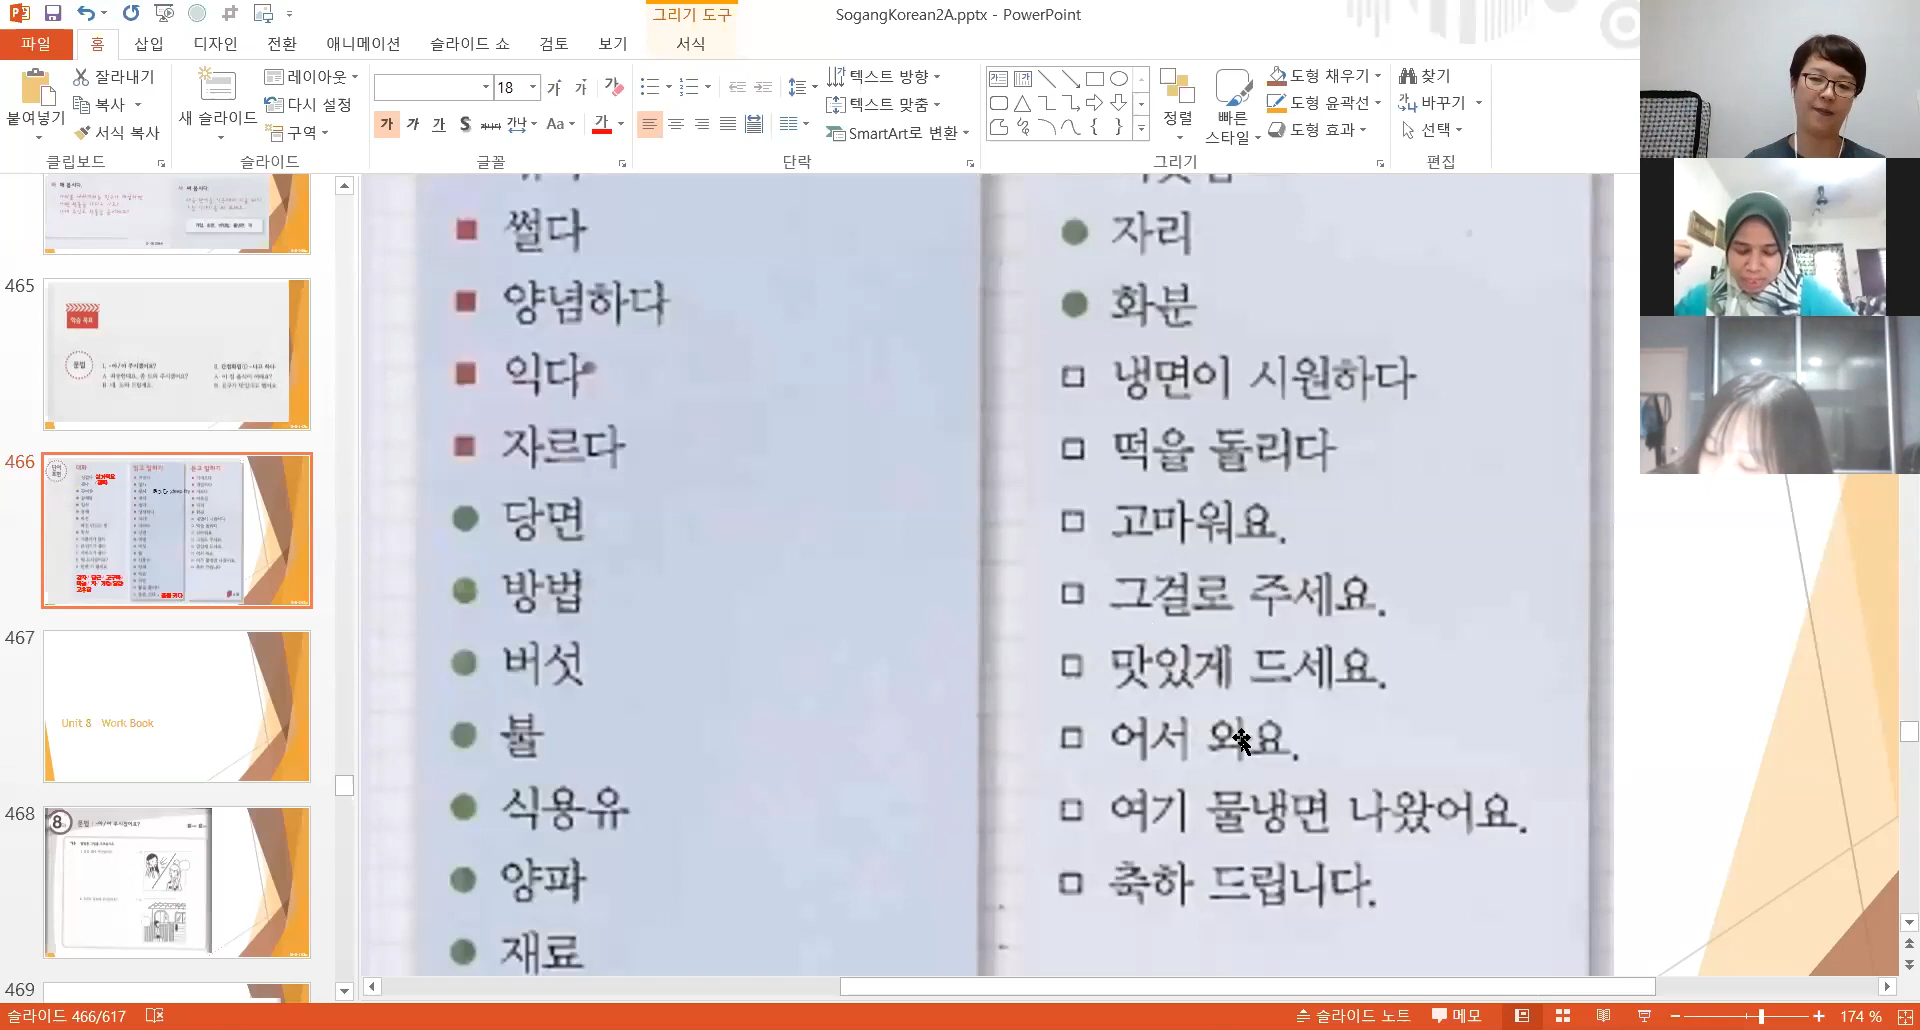 SogangKorean2A.pptx - PowerPoint
그리기 도구
파일
홈
삽입
디자인
전환
애니메이션
슬라이드 쇼
검토
보기
서식
붙여넣기
잘라내기
복사
서식 복사
클립보드
새 슬라이드
레이아웃
다시 설정
구역
슬라이드
18
글꼴
텍스트 방향
텍스트 맞춤
SmartArt로 변환
단락
정렬
빠른 스타일
도형 채우기
도형 윤곽선
도형 효과
그리기
찾기
바꾸기
선택
편집
465
466
467
Unit 8 Work Book
468
469
썰다
양념하다
익다
자르다
당면
방법
버섯
불
식용유
양파
재료
자리
화분
냉면이 시원하다
떡을 돌리다
고마워요.
그걸로 주세요.
맛있게 드세요.
어서 와요.
여기 물냉면 나왔어요.
축하 드립니다.
슬라이드 466/617
슬라이드 노트
메모
174 %